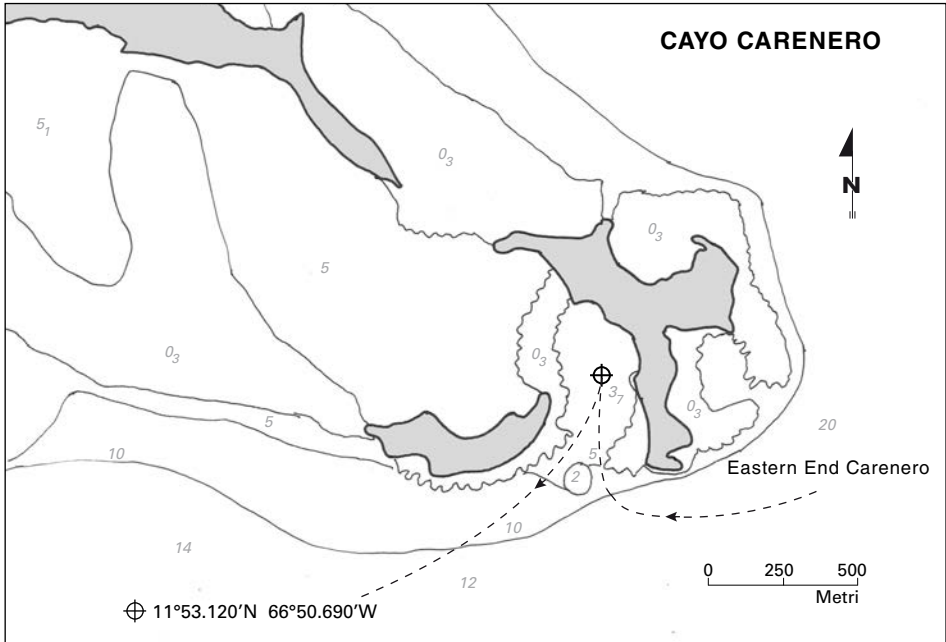 CAYO CARENERO
5₁
0₃
N
0₃
5
0₃
0₃
3₇
0₃
5
20
10
5
2
Eastern End Carenero
10
14
12
0 250 500
Metri
11°53.120’N 66°50.690’W